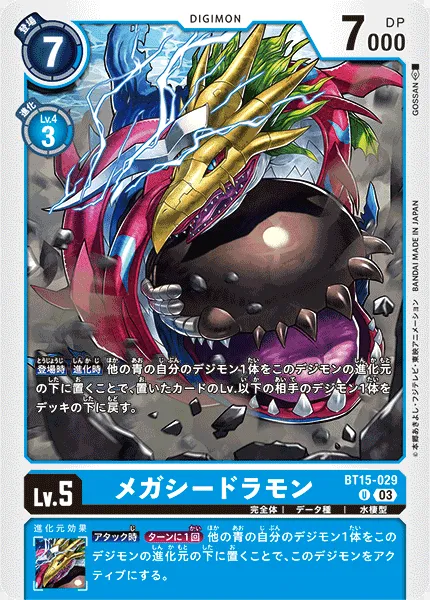 登場
7
DIGIMON
7000
DP
進化
Lv.4
3
GOSSAN
BANDAI MADE IN JAPAN
©本郷あきよし・フジテレビ・東映アニメーション
登場時 進化時 他の青の自分のデジモン1体をこのデジモンの進化元
の下に置くことで、置いたカードのLv.以下の相手のデジモン1体を
デッキの下に戻す。
BT15-029
Lv.5
メガシードラモン
U 03
完全体 データ種 水棲型
進化元効果
アタック時 ターンに1回 他の青の自分のデジモン1体をこの
デジモンの進化元の下に置くことで、このデジモンをアク
ティブにする。